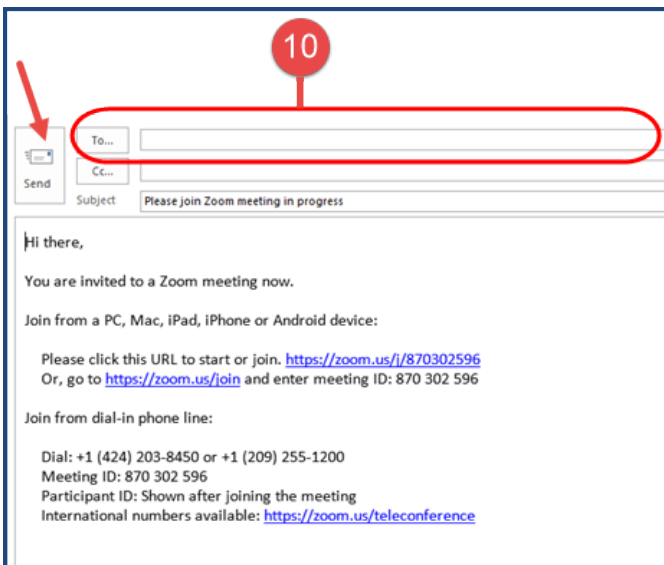 10
To...
Cc...
Send
Subject Please join Zoom meeting in progress
Hi there,
You are invited to a Zoom meeting now.
Join from a PC, Mac, iPad, iPhone or Android device:
Please click this URL to start or join. https://zoom.us/j/870302596
Or, go to https://zoom.us/join and enter meeting ID: 870 302 596
Join from dial-in phone line:
Dial: +1 (424) 203-8450 or +1 (209) 255-1200
Meeting ID: 870 302 596
Participant ID: Shown after joining the meeting
International numbers available: https://zoom.us/teleconference